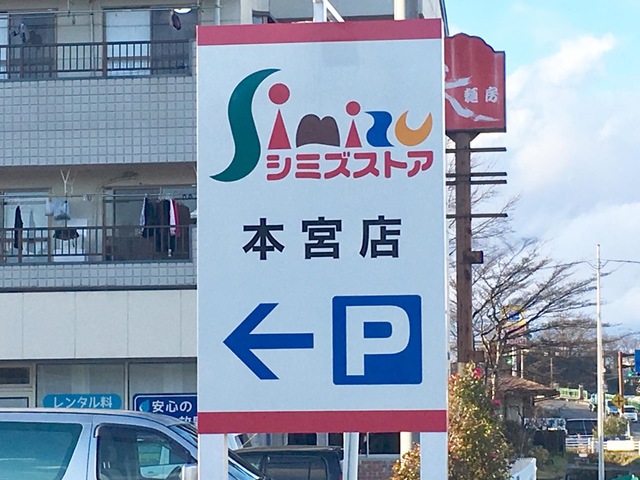 Simizu
シミズストア
本宮店
P
麺房
レンタル料
安心の